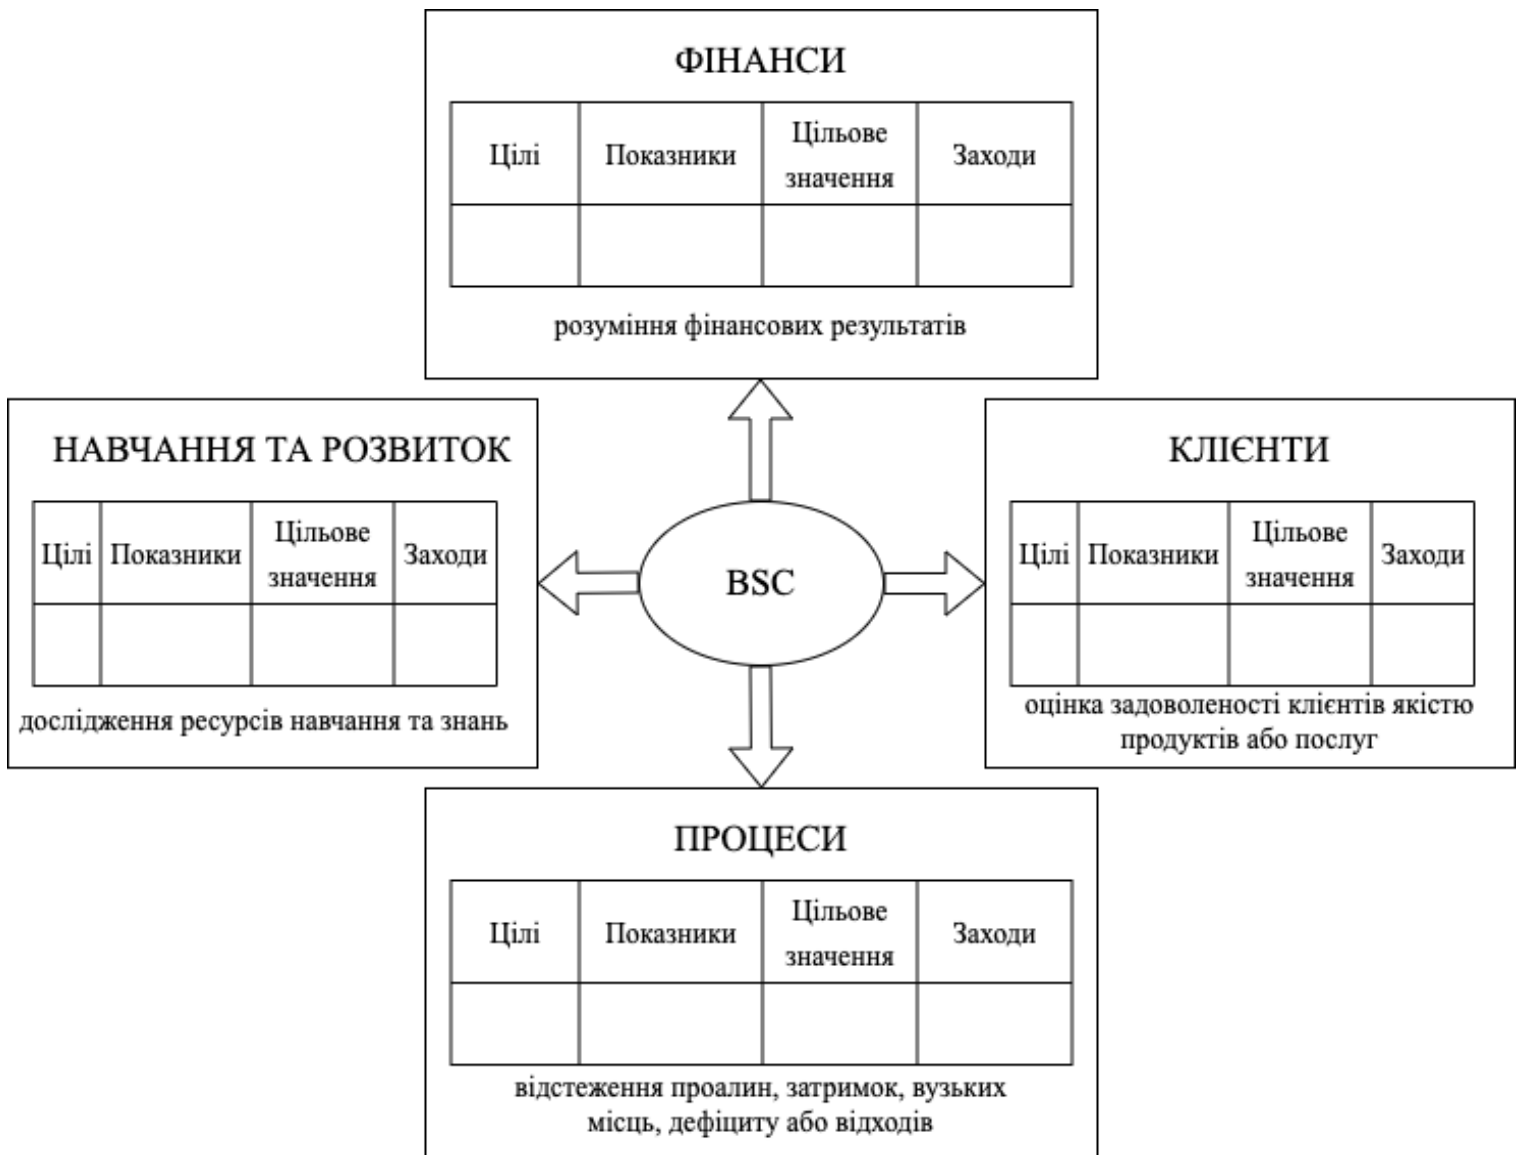 ФІНАНСИ
Цілі
Показники
Цільове
значення
Заходи
розуміння фінансових результатів
НАВЧАННЯ ТА РОЗВИТОК
Цілі
Показники
Цільове
значення
Заходи
дослідження ресурсів навчання та знань
BSC
КЛІЄНТИ
Цілі
Показники
Цільове
значення
Заходи
оцінка задоволеності клієнтів якістю
продуктів або послуг
ПРОЦЕСИ
Цілі
Показники
Цільове
значення
Заходи
відстеження проалин, затримок, вузьких
місць, дефіциту або відходів